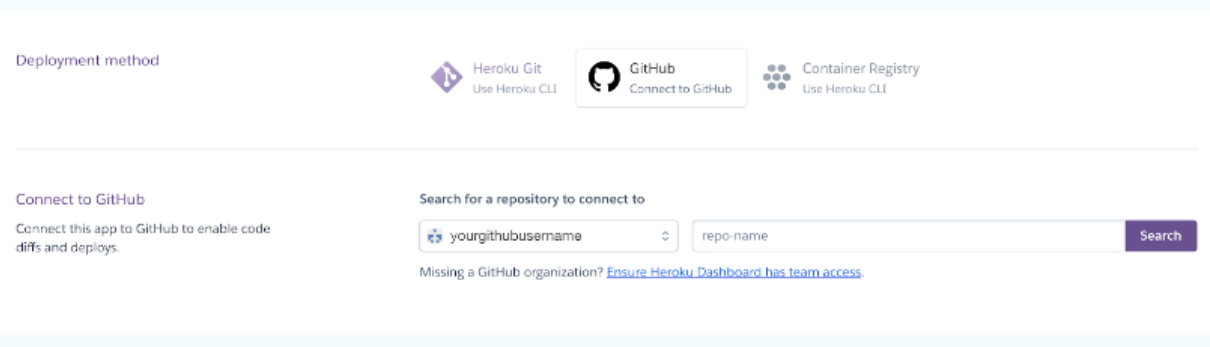 Deployment method
Heroku Git
Use Heroku CLI
GitHub
Connect to GitHub
Container Registry
Use Heroku CLI
Connect to GitHub
Connect this app to GitHub to enable code
diffs and deploys.
Search for a repository to connect to
yourgithubusername
repo-name
Search
Missing a GitHub organization? Ensure Heroku Dashboard has team access.